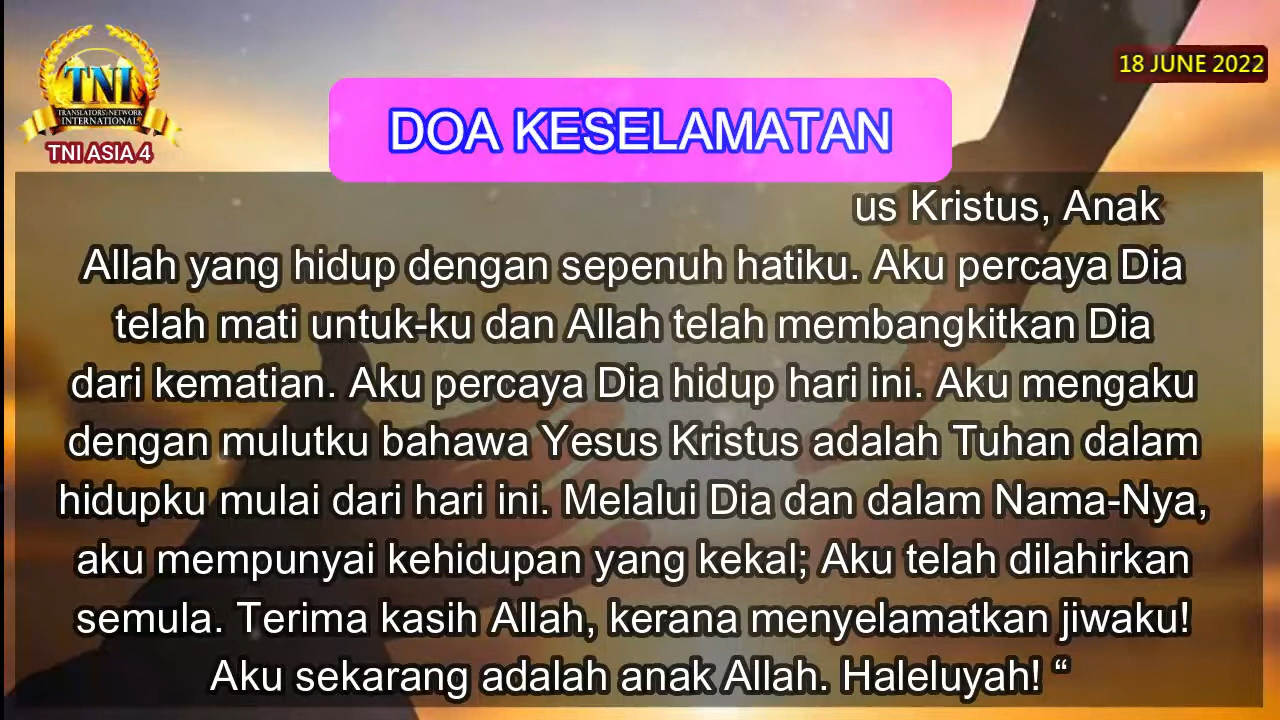 TNI
TRANSLATORS' NETWORK
INTERNATIONAL
TNI ASIA 4
18 JUNE 2022
DOA KESELAMATAN
us Kristus, Anak
Allah yang hidup dengan sepenuh hatiku. Aku percaya Dia
telah mati untuk-ku dan Allah telah membangkitkan Dia
dari kematian. Aku percaya Dia hidup hari ini. Aku mengaku
dengan mulutku bahawa Yesus Kristus adalah Tuhan dalam
hidupku mulai dari hari ini. Melalui Dia dan dalam Nama-Nya,
aku mempunyai kehidupan yang kekal; Aku telah dilahirkan
semula. Terima kasih Allah, kerana menyelamatkan jiwaku!
Aku sekarang adalah anak Allah. Haleluyah! “